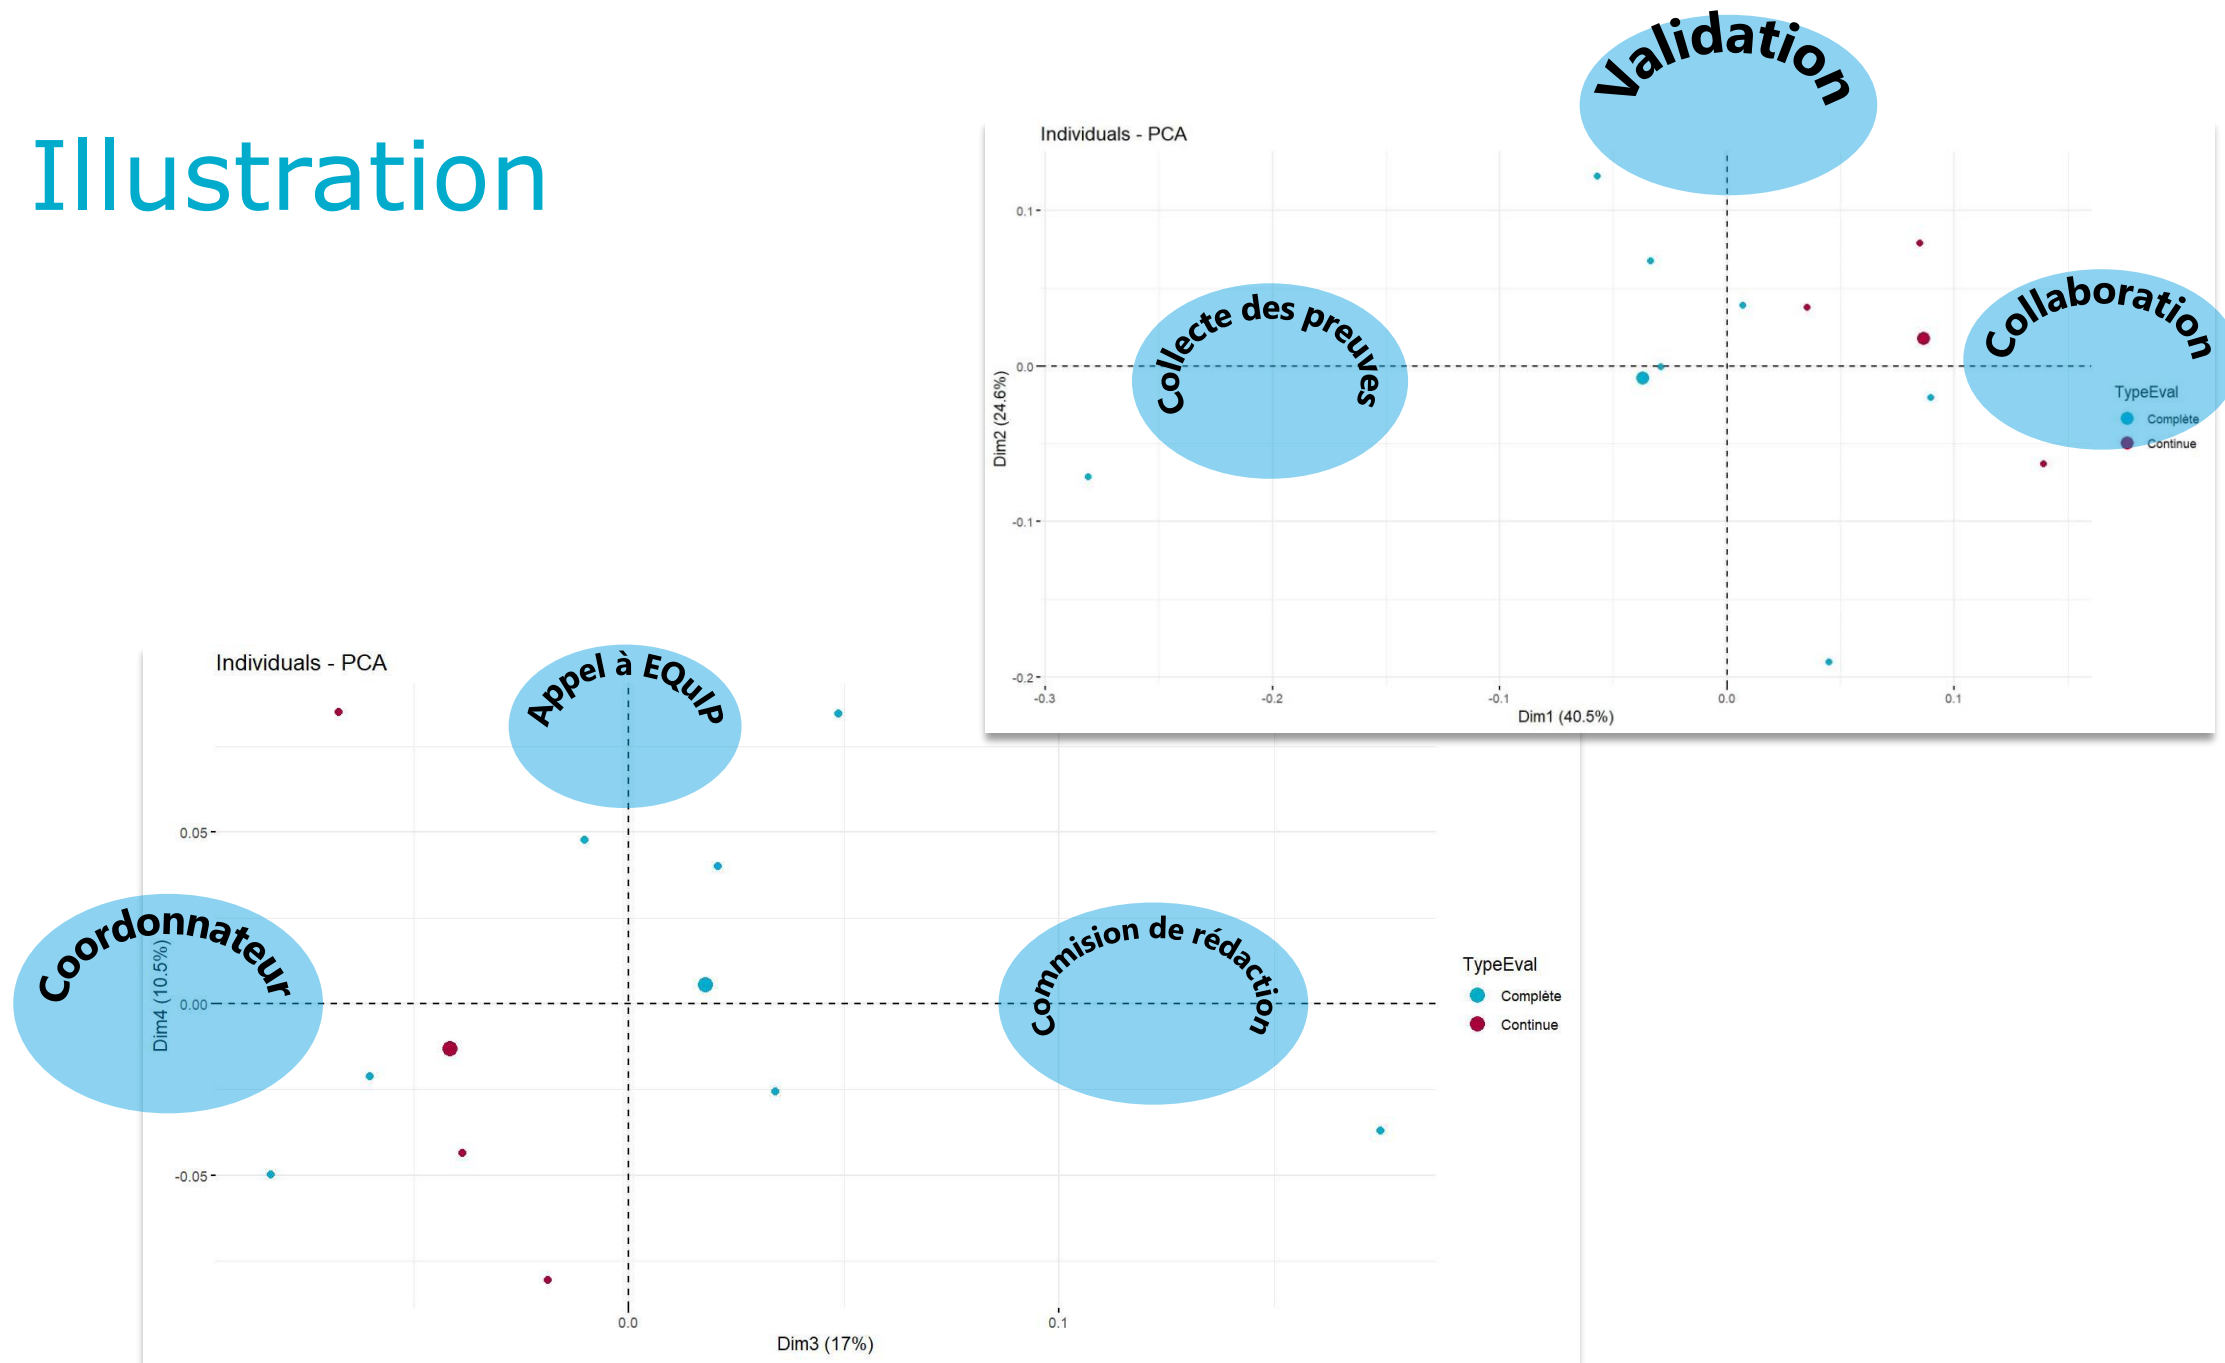 Illustration
Validation
Individuals - PCA
0.1
Collecte des preuves
Collaboration
0.0
Dim2 (24.6%)
TypeEval
Complète
Continue
-0.1
-0.2
-0.3
-0.2
-0.1
0.0
0.1
Dim1 (40.5%)
Individuals - PCA
Appel à EQuIP
0.05
Coordonnateur
Commision de rédaction
Dim4 (10.5%)
0.00
TypeEval
Complète
Continue
-0.05
0.0
0.1
Dim3 (17%)